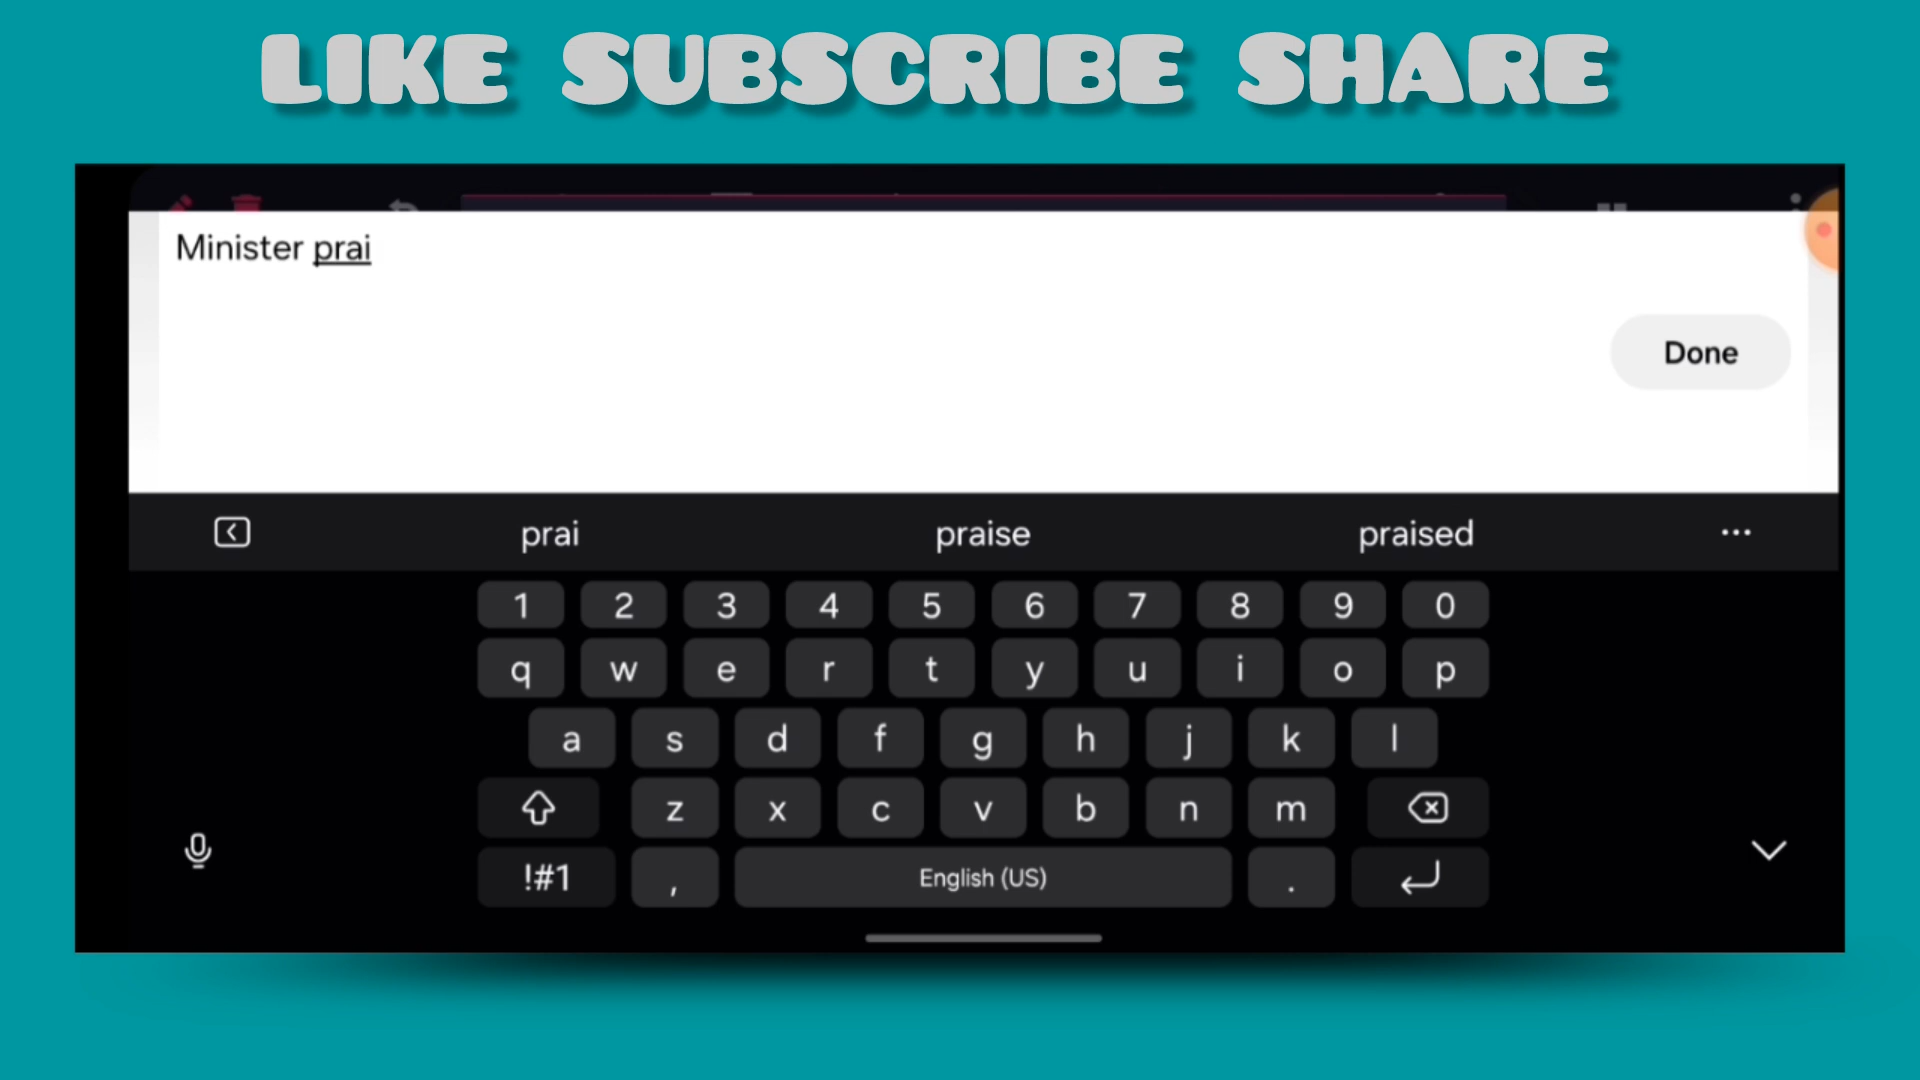 LIKE SUBSCRIBE SHARE
Minister prai
Done
prai praise praised
1 2 3 4 5 6 7 8 9 0
q w e r t y u i o p
a s d f g h j k l
z x c v b n m
!#1 , English (US) .